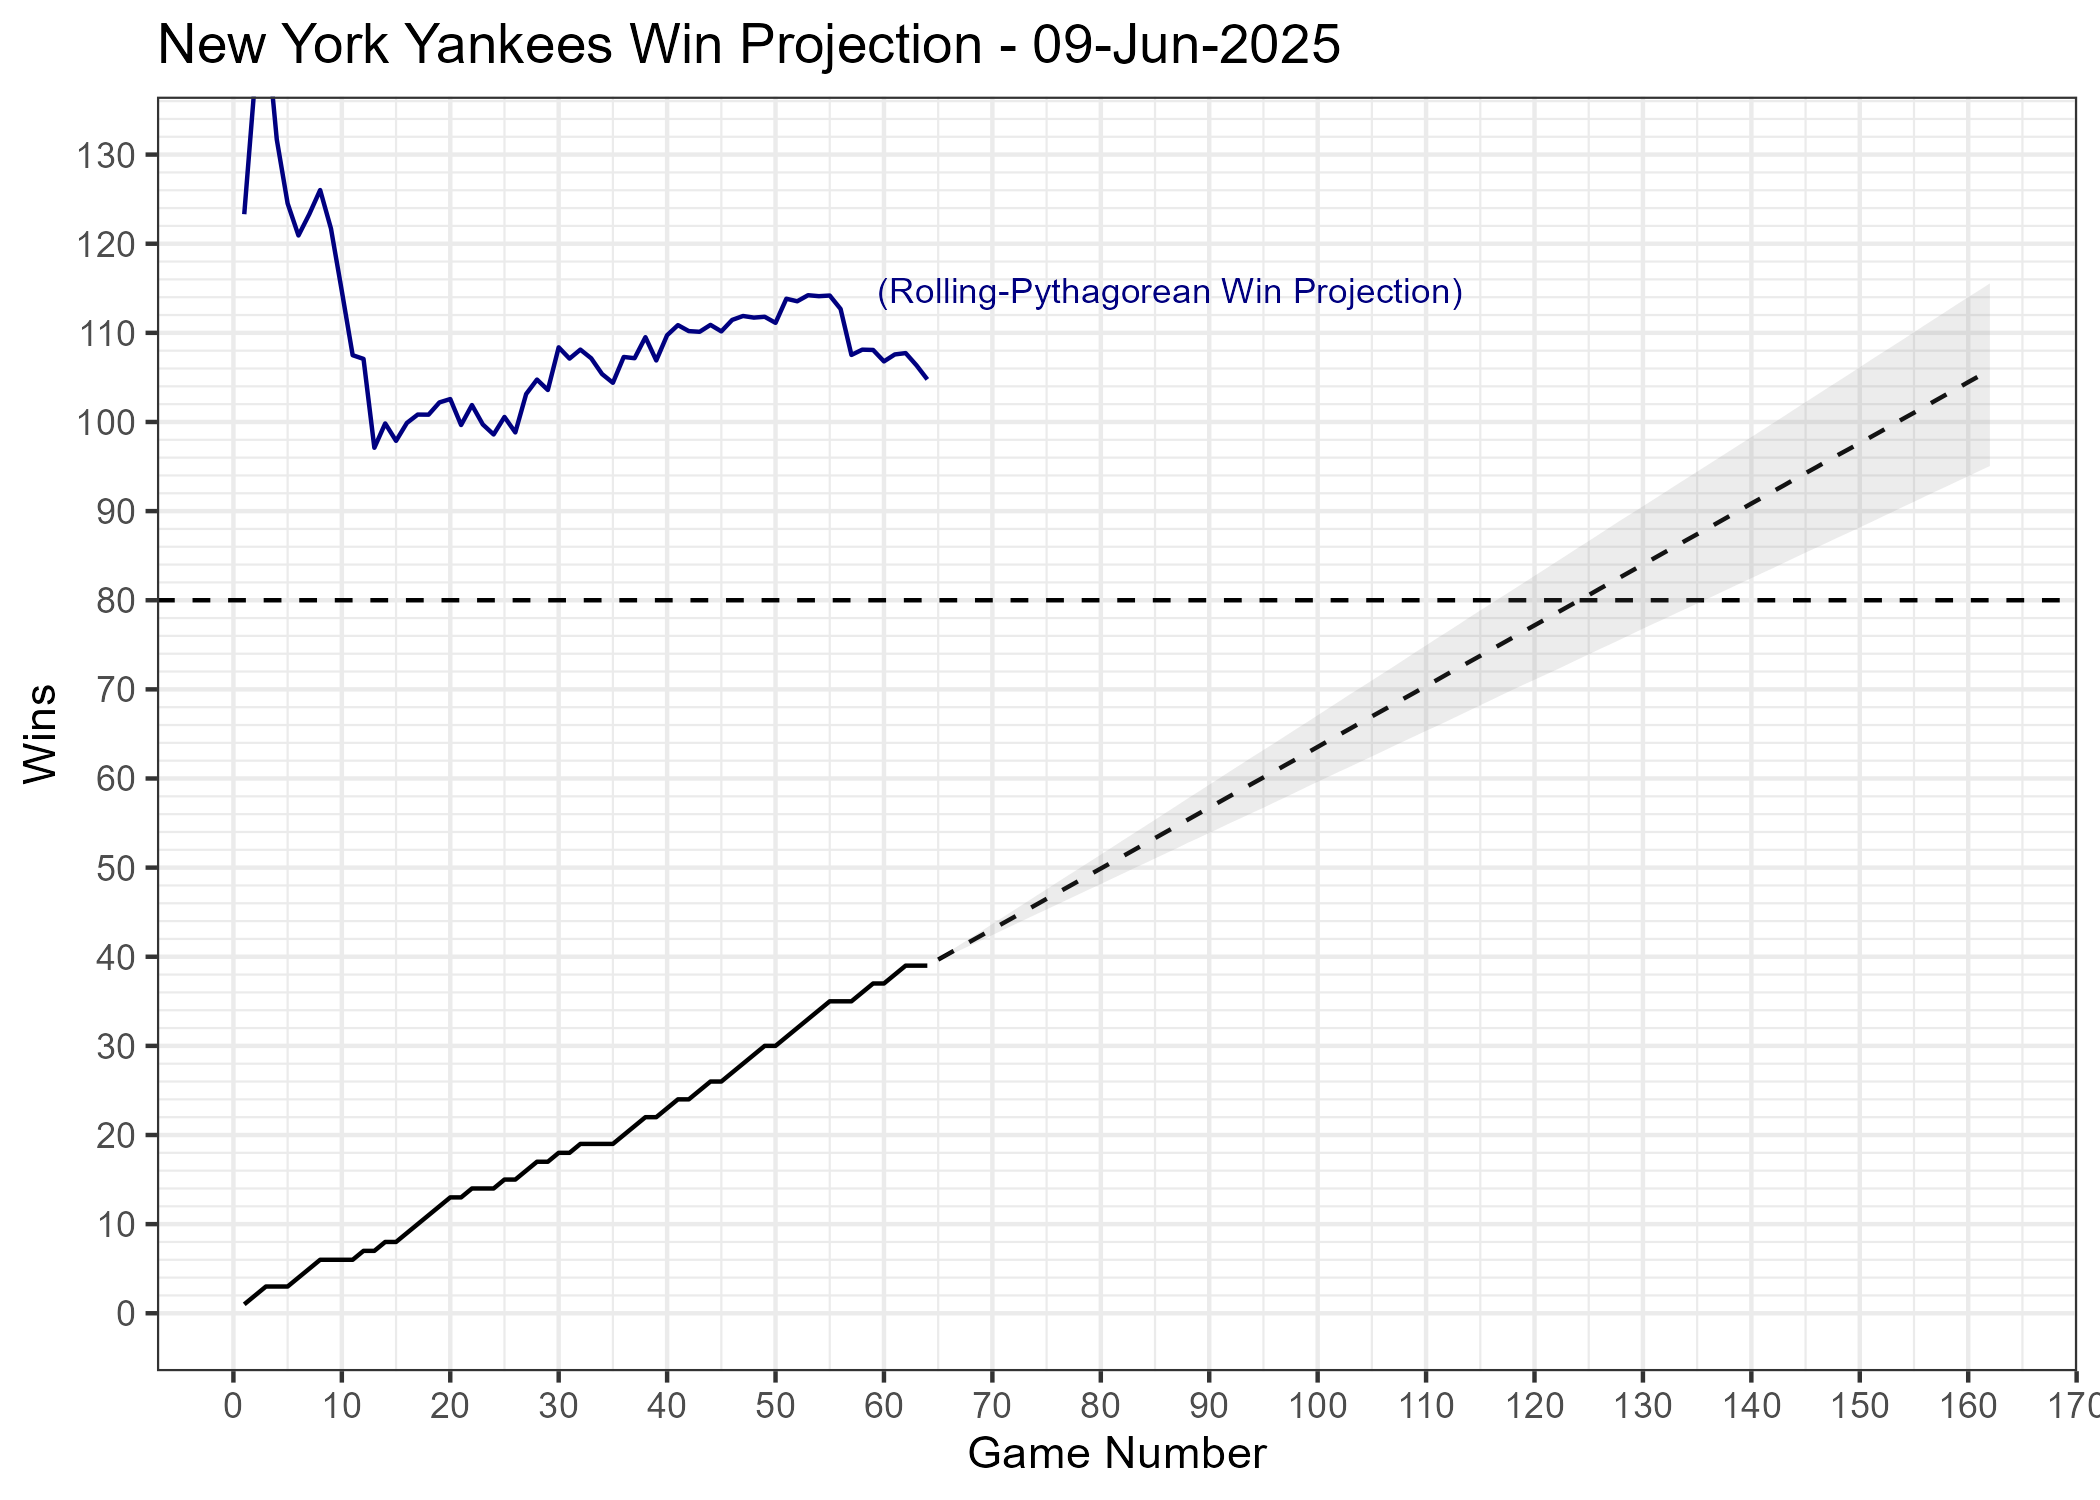 New York Yankees Win Projection - 09-Jun-2025
130
120
110
100
90
80
70
60
50
40
30
20
10
0
(Rolling-Pythagorean Win Projection)
Wins
0 10 20 30 40 50 60 70 80 90 100 110 120 130 140 150 160 170
Game Number